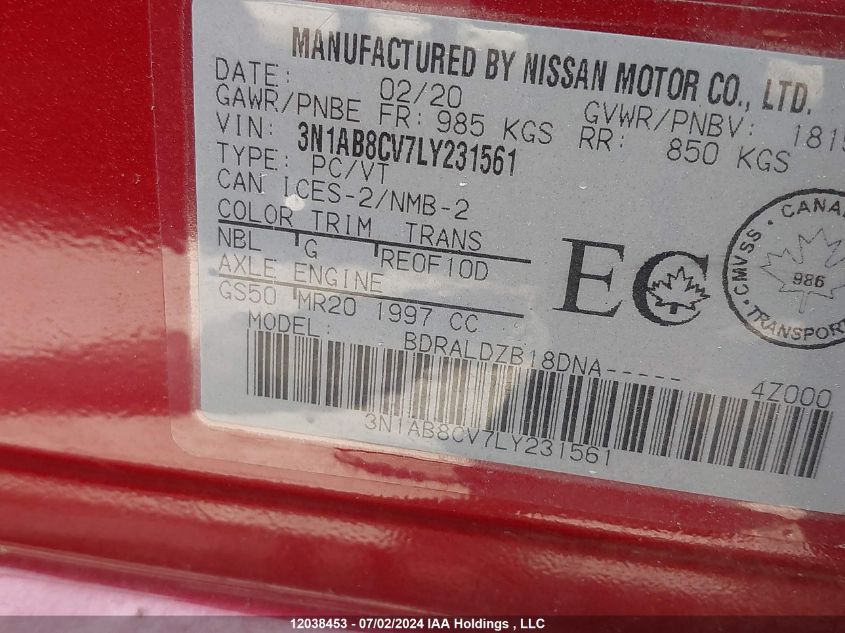 MANUFACTURED BY NISSAN MOTOR CO., LTD.
DATE: 02/20 GVWR/PNBV: 1815
GAWR/PNBE FR: 985 KGS RR: 850 KGS
VIN: 3N1AB8CV7LY231561
TYPE: PC/VT
CAN ICES-2/NMB-2
COLOR TRIM TRANS
NBL G RE0F10D
AXLE ENGINE
GS50 MR20 1997 CC
MODEL: BDRALDZB18DNA-----
4Z000
3N1AB8CV7LY231561
EC
CMVSS · CANA
986
TRANSPOR
12038453 - 07/02/2024 IAA Holdings , LLC